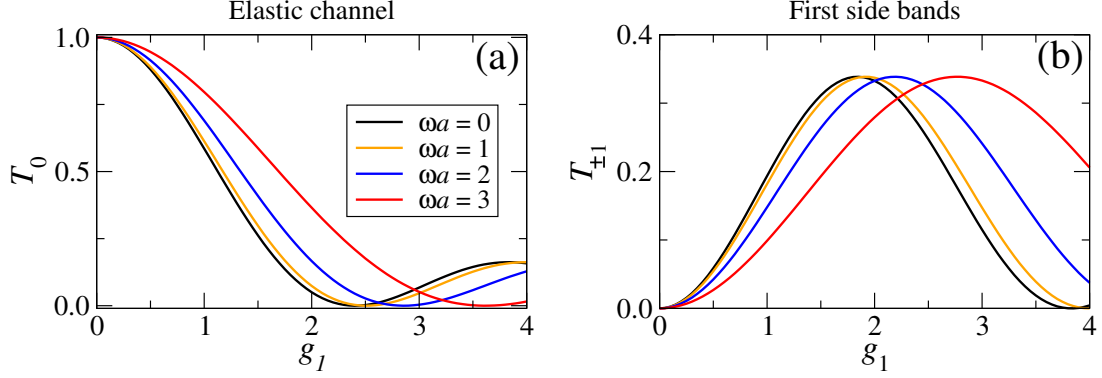 Elastic channel
First side bands
1.0
0.5
0.0
T0
(a)
ωa = 0
ωa = 1
ωa = 2
ωa = 3
0
1
2
3
4
g1
0.4
0.2
0
T±1
(b)
0
1
2
3
4
g1